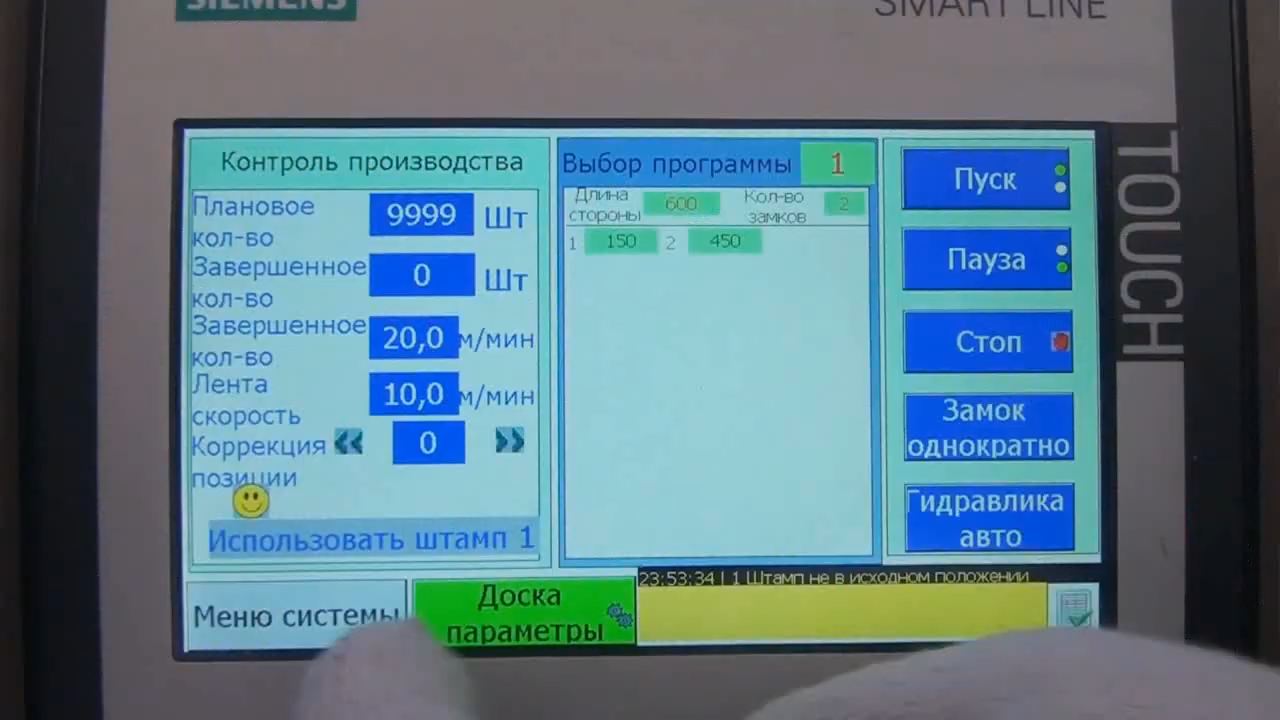 SIEMENS
SMART LINE
TOUCH
Контроль производства
Плановое
кол-во
9999
Шт
Завершенное
кол-во
0
Шт
Завершенное
кол-во
20,0
м/мин
Лента
скорость
10,0
м/мин
Коррекция
позиции
0
Использовать штамп 1
Выбор программы
1
Длина
стороны
600
Кол-во
замков
2
1 150 2 450
Пуск
Пауза
Стоп
Замок
однократно
Гидравлика
авто
Меню системы
Доска
параметры
23:53:34 | 1 Штамп не в исходном положении